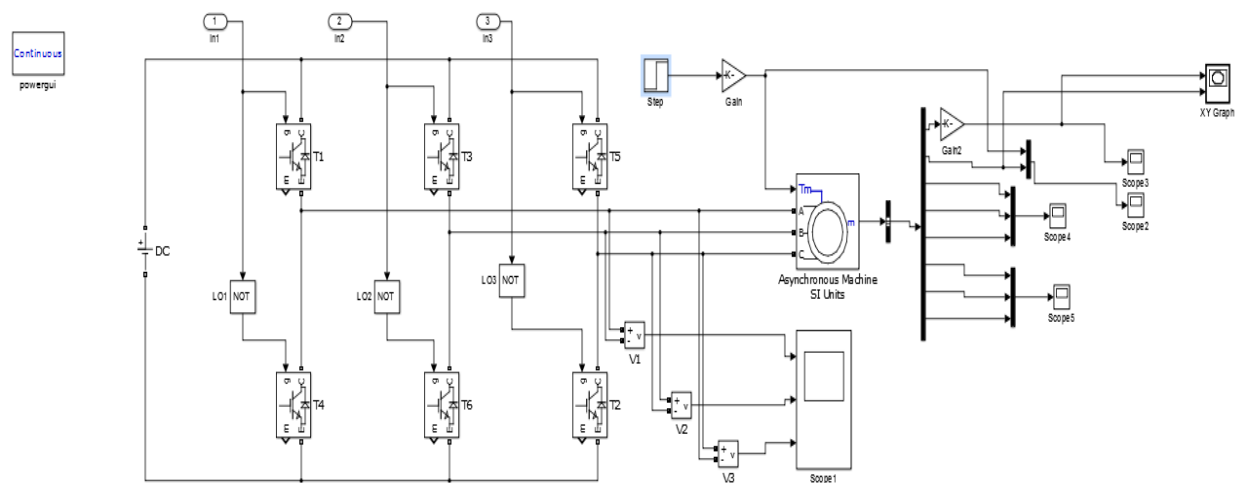 1
In1
2
In2
3
In3
Continuous
powergui
Step
-K-
Gain
-K-
Gain2
XY Graph
Scope3
Scope2
Scope4
Scope5
g C
E
m
T1
g C
E
m
T3
g C
E
m
T5
Tm
A
B
C
m
Asynchronous Machine
SI Units
+
-
DC
LO1
NOT
LO2
NOT
LO3
NOT
g C
E
m
T4
g C
E
m
T6
g C
E
m
T2
+
-
v
V1
+
-
v
V2
+
-
v
V3
Scope1